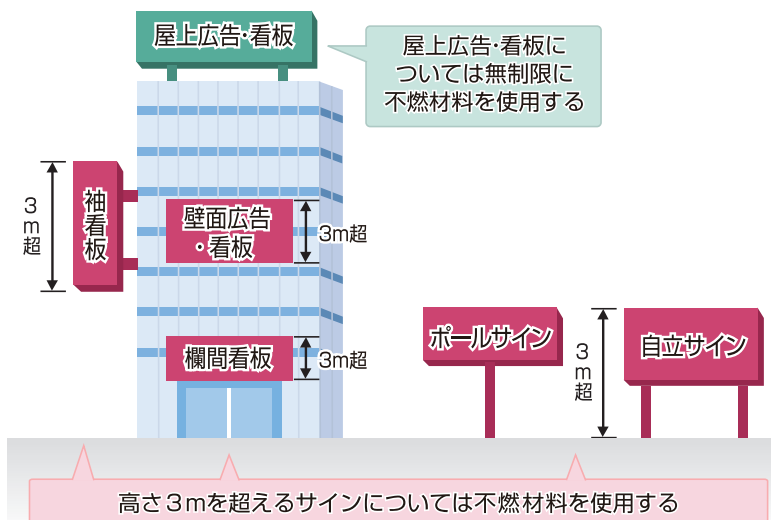 屋上広告・看板
屋上広告・看板に
ついては無制限に
不燃材料を使用する
袖看板
3m超
壁面広告
・看板
3m超
欄間看板
3m超
ポールサイン
3m超
自立サイン
高さ3mを超えるサインについては不燃材料を使用する